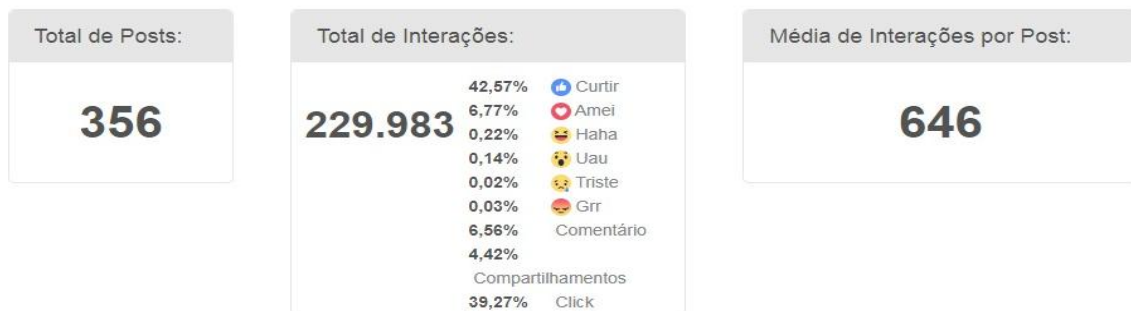 Total de Posts:
356
Total de Interações:
229.983
42,57% Curtir
6,77% Amei
0,22% Haha
0,14% Uau
0,02% Triste
0,03% Grr
6,56% Comentário
4,42%
Compartilhamentos
39,27% Click
Média de Interações por Post:
646